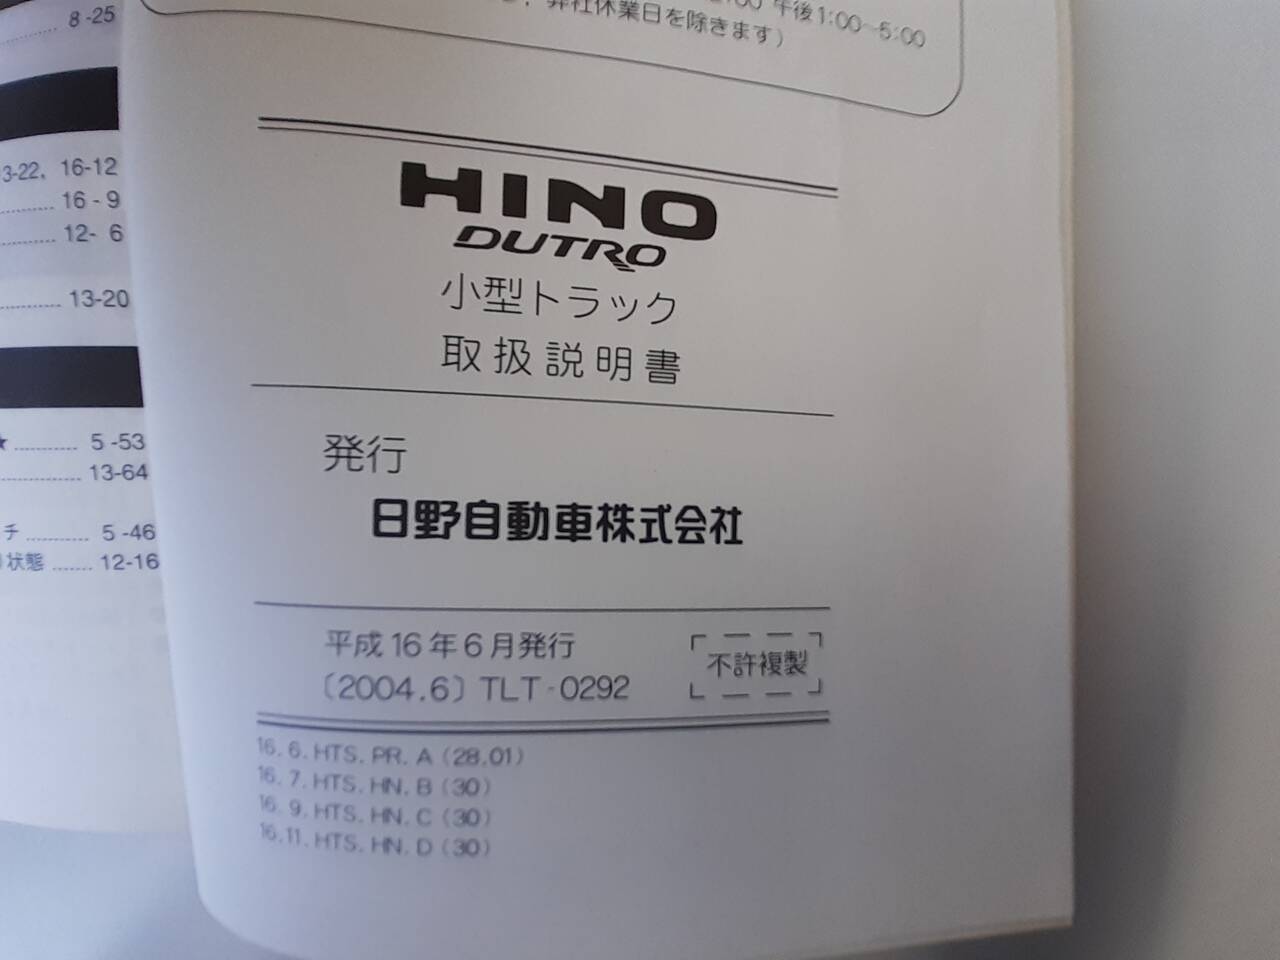 8-25
3-22, 16-12
16-9
12- 6
13-20
★ 5-53
13-64
チ 5-46
状態 12-16
午後1:00~5:00
弊社休業日を除きます)
HINO
DUTRO
小型トラック
取扱説明書
発行
日野自動車株式会社
平成16年6月発行
〔2004.6〕TLT-0292
不許複製
16. 6. HTS. PR. A (28.01)
16. 7. HTS. HN. B (30)
16. 9. HTS. HN. C (30)
16.11. HTS. HN. D (30)